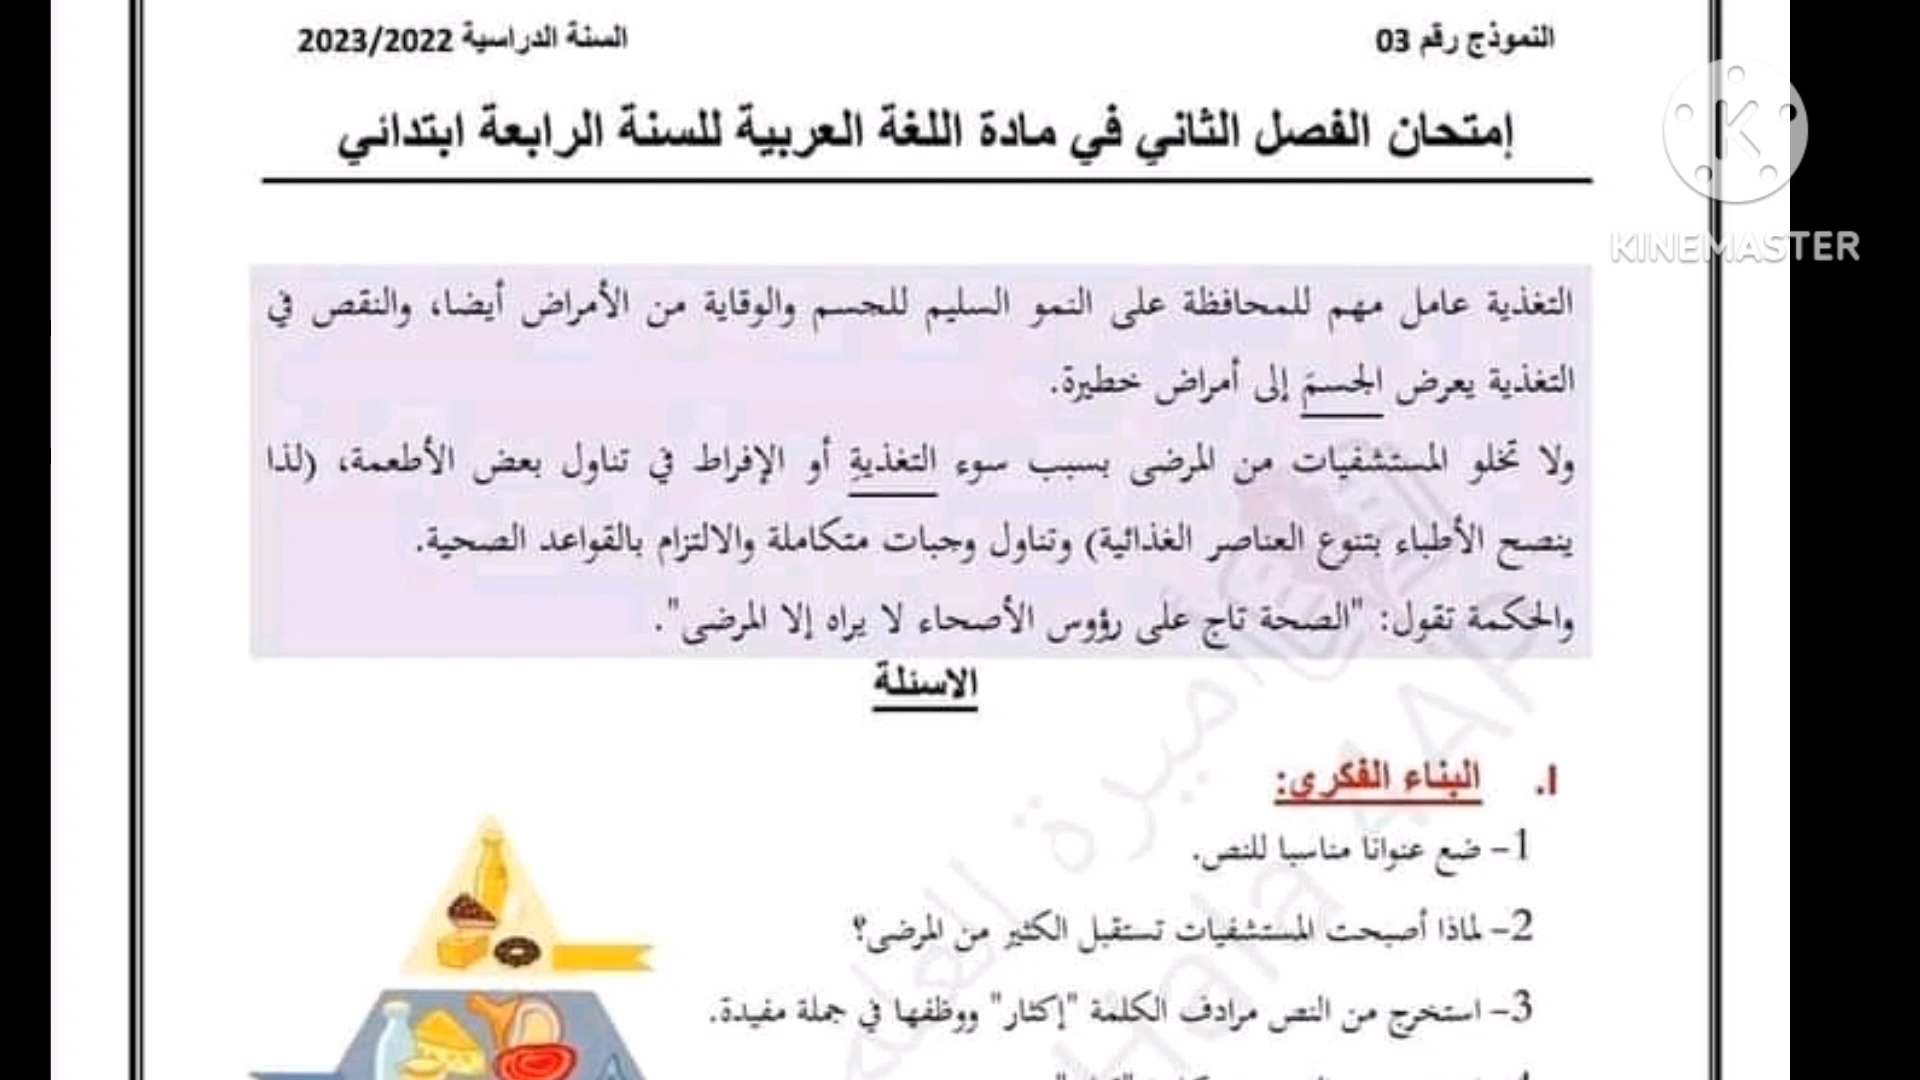 النموذج رقم 03
السنة الدراسية 2023/2022
إمتحان الفصل الثاني في مادة اللغة العربية للسنة الرابعة ابتدائي
KINEMASTER
التغذية عامل مهم للمحافظة على النمو السليم للجسم والوقاية من الأمراض أيضا، والنقص في
التغذية يعرض الجسمَ إلى أمراض خطيرة.
ولا تخلو المستشفيات من المرضى بسبب سوء التغذيةِ أو الإفراط في تناول بعض الأطعمة، (لذا
ينصح الأطباء بتنوع العناصر الغذائية) وتناول وجبات متكاملة والالتزام بالقواعد الصحية.
والحكمة تقول: "الصحة تاج على رؤوس الأصحاء لا يراه إلا المرضى".
الاسئلة
I. البناء الفكري:
1- ضع عنوانا مناسبا للنص.
2- لماذا أصبحت المستشفيات تستقبل الكثير من المرضى؟
3- استخرج من النص مرادف الكلمة "إكثار" ووظفها في جملة مفيدة.